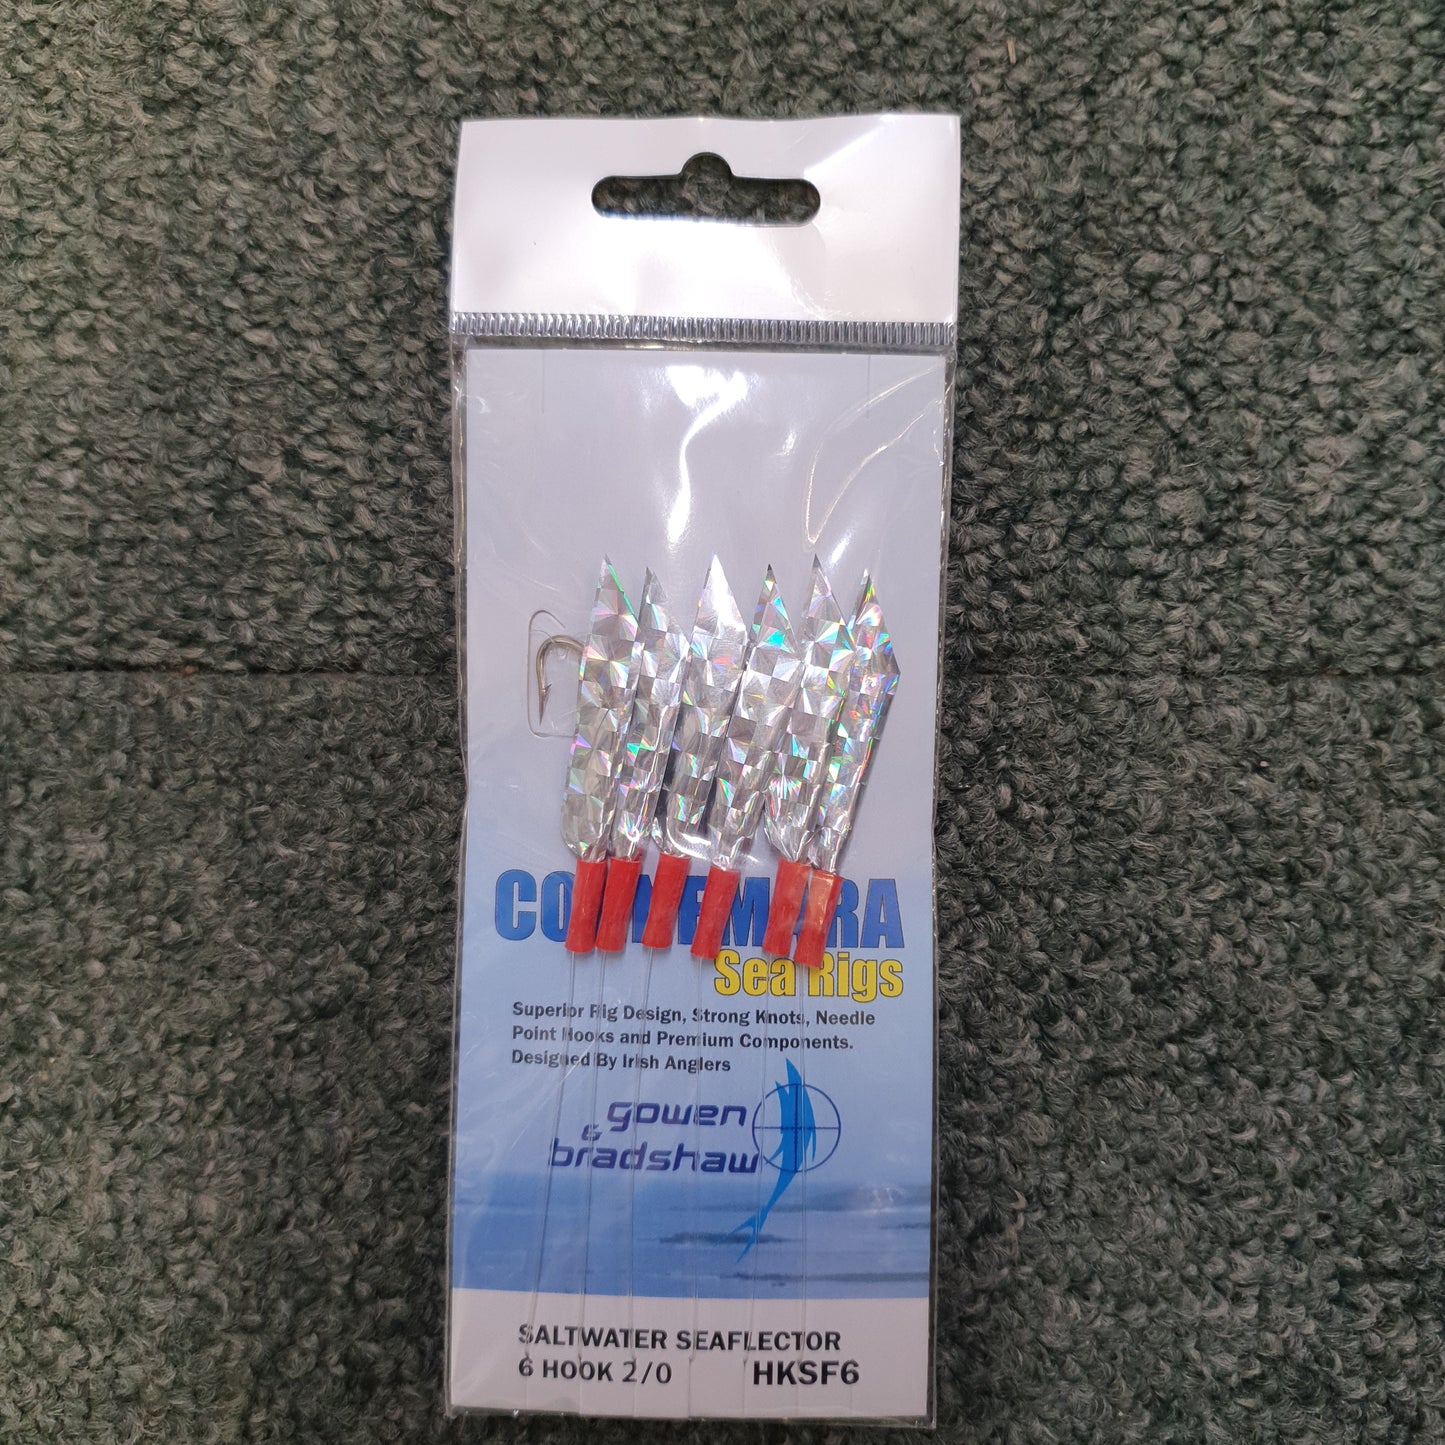 CONNEMARA
Sea Rigs
Superior Rig Design, Strong Knots, Needle
Point Hooks and Premium Components.
Designed By Irish Anglers
gowen
&
bradshaw
SALTWATER SEAFLECTOR
6 HOOK 2/0 HKSF6